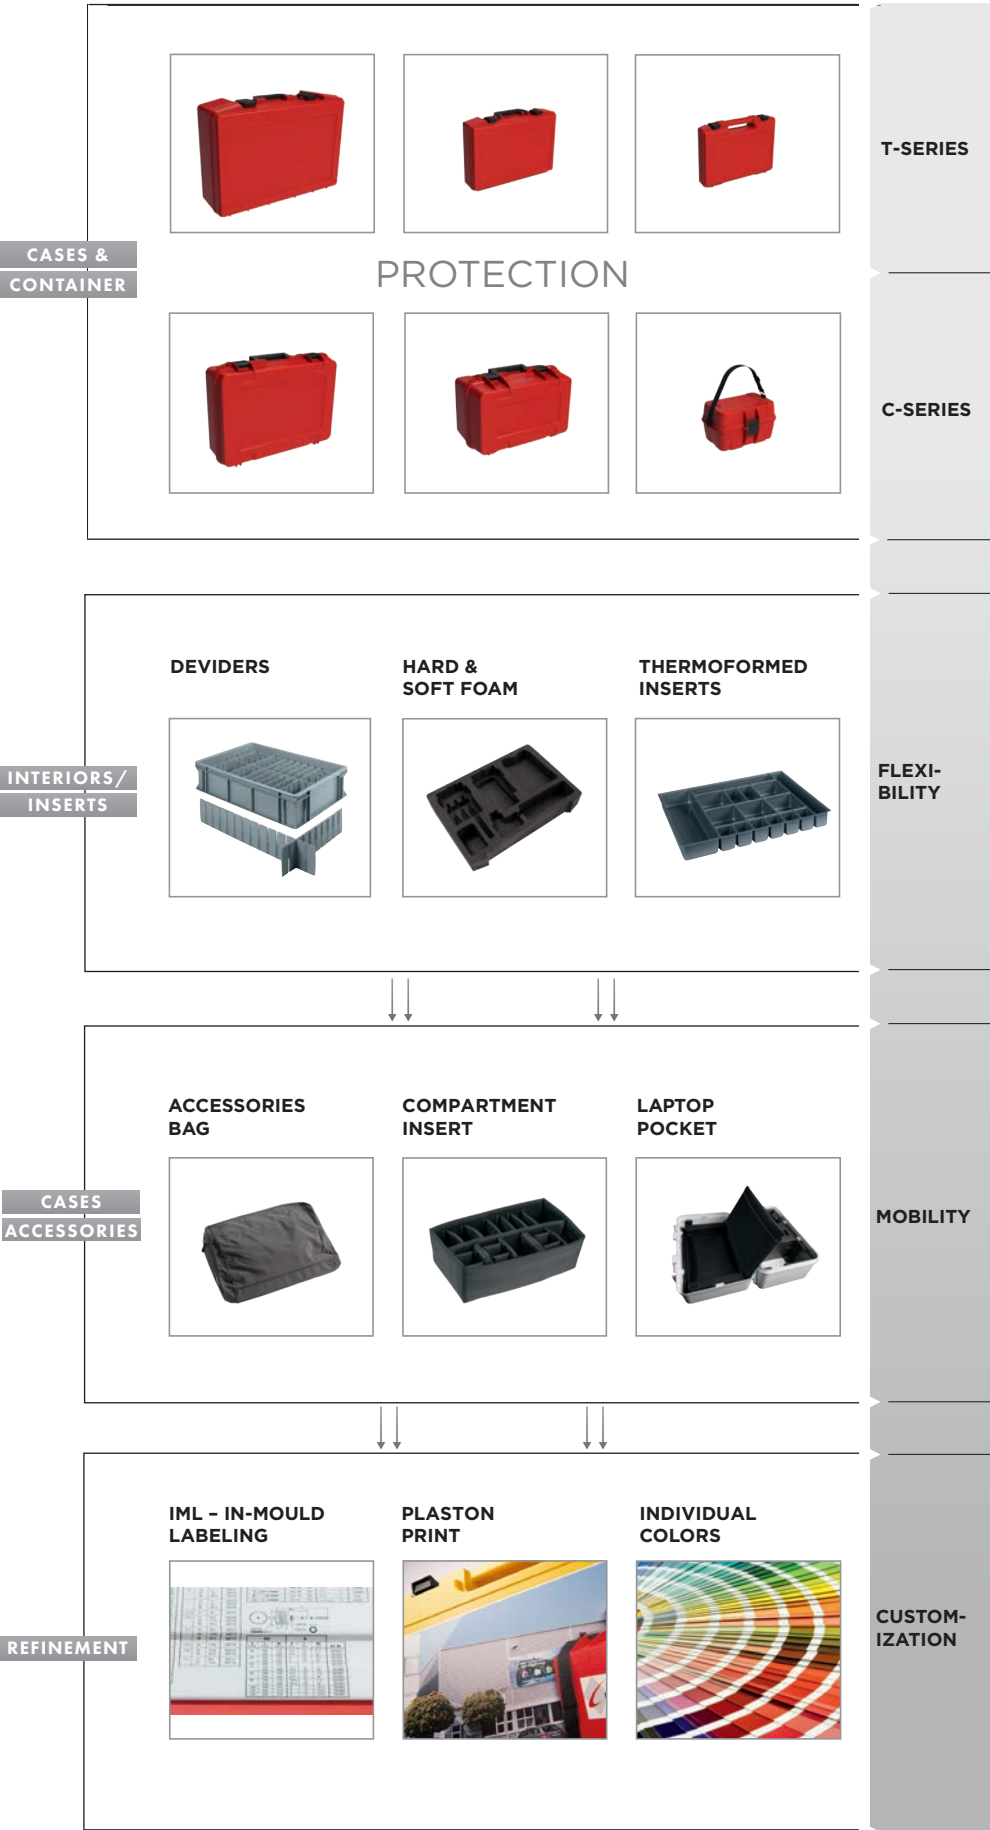 T-SERIES
CASES &
CONTAINER
PROTECTION
C-SERIES
DEVIDERS
HARD &
SOFT FOAM
THERMOFORMED
INSERTS
INTERIORS/
INSERTS
FLEXI-
BILITY
ACCESSORIES
BAG
COMPARTMENT
INSERT
LAPTOP
POCKET
CASES
ACCESSORIES
MOBILITY
IML – IN-MOULD
LABELING
PLASTON
PRINT
INDIVIDUAL
COLORS
REFINEMENT
CUSTOM-
IZATION